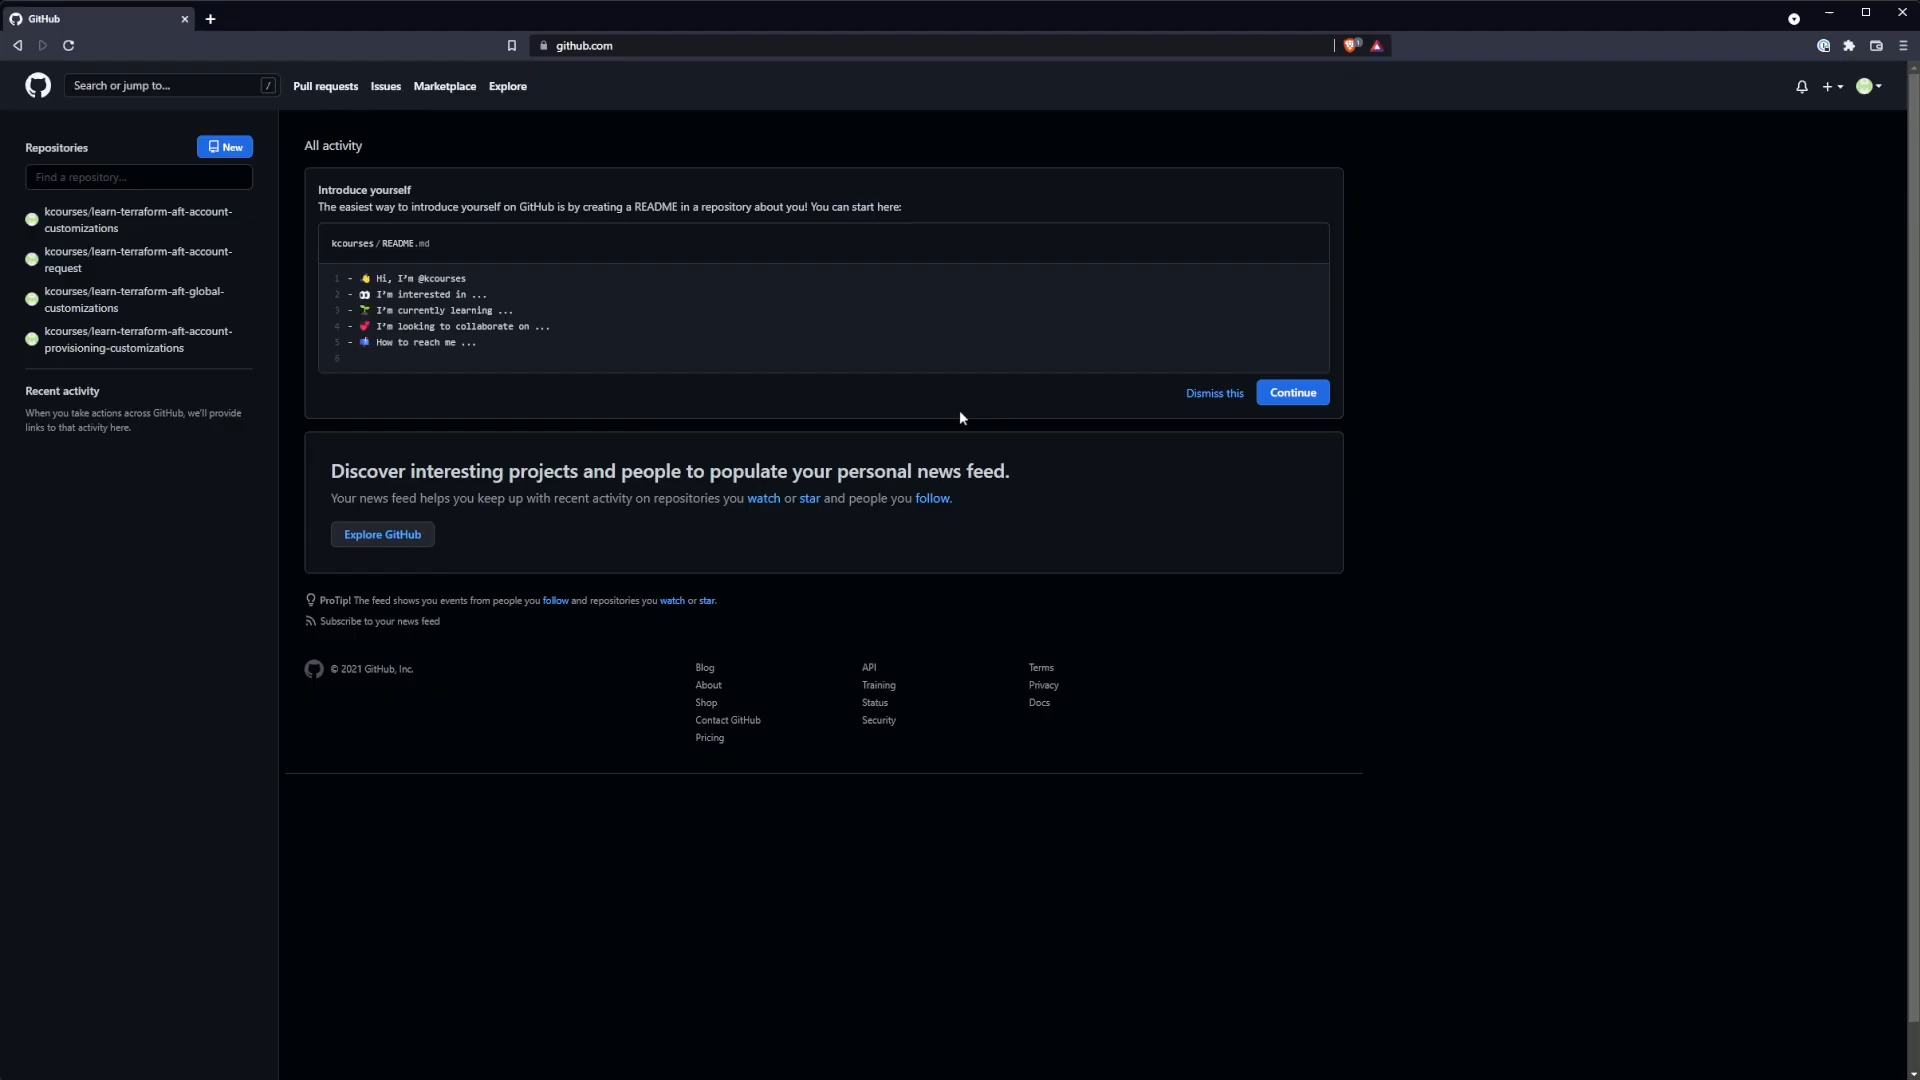 GitHub
github.com
Search or jump to...
/
Pull requests
Issues
Marketplace
Explore
Repositories
New
Find a repository...
kcourses/learn-terraform-aft-account-
customizations
kcourses/learn-terraform-aft-account-
request
kcourses/learn-terraform-aft-global-
customizations
kcourses/learn-terraform-aft-account-
provisioning-customizations
Recent activity
When you take actions across GitHub, we'll provide
links to that activity here.
All activity
Introduce yourself
The easiest way to introduce yourself on GitHub is by creating a README in a repository about you! You can start here:
kcourses / README.md
1 - 👋 Hi, I'm @kcourses
2 - 👀 I'm interested in ...
3 - 🌱 I'm currently learning ...
4 - 💞️ I'm looking to collaborate on ...
5 - 📫 How to reach me ...
6
Dismiss this
Continue
Discover interesting projects and people to populate your personal news feed.
Your news feed helps you keep up with recent activity on repositories you watch or star and people you follow.
Explore GitHub
ProTip! The feed shows you events from people you follow and repositories you watch or star.
Subscribe to your news feed
© 2021 GitHub, Inc.
Blog
About
Shop
Contact GitHub
Pricing
API
Training
Status
Security
Terms
Privacy
Docs